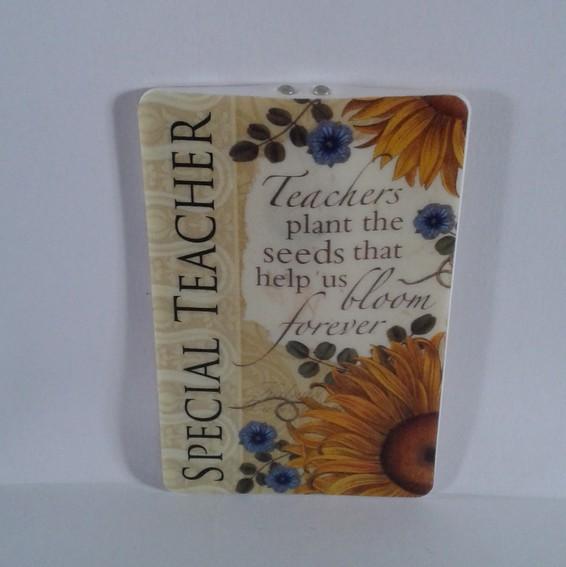 SPECIAL TEACHER
Teachers
plant the
seeds that
help us
bloom
forever